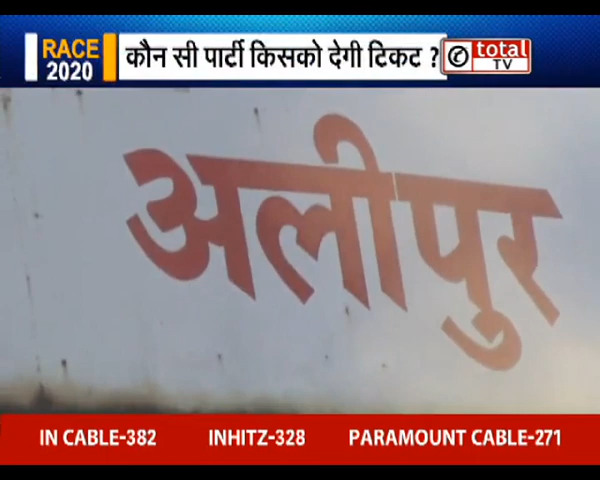 RACE
2020
कौन सी पार्टी किसको देगी टिकट ?
© total
TV
अलीपुर
IN CABLE-382 INHITZ-328 PARAMOUNT CABLE-271